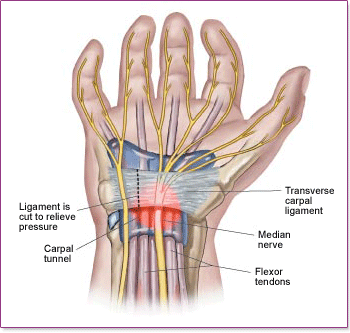 Ligament is
cut to relieve
pressure
Carpal
tunnel
Transverse
carpal
ligament
Median
nerve
Flexor
tendons